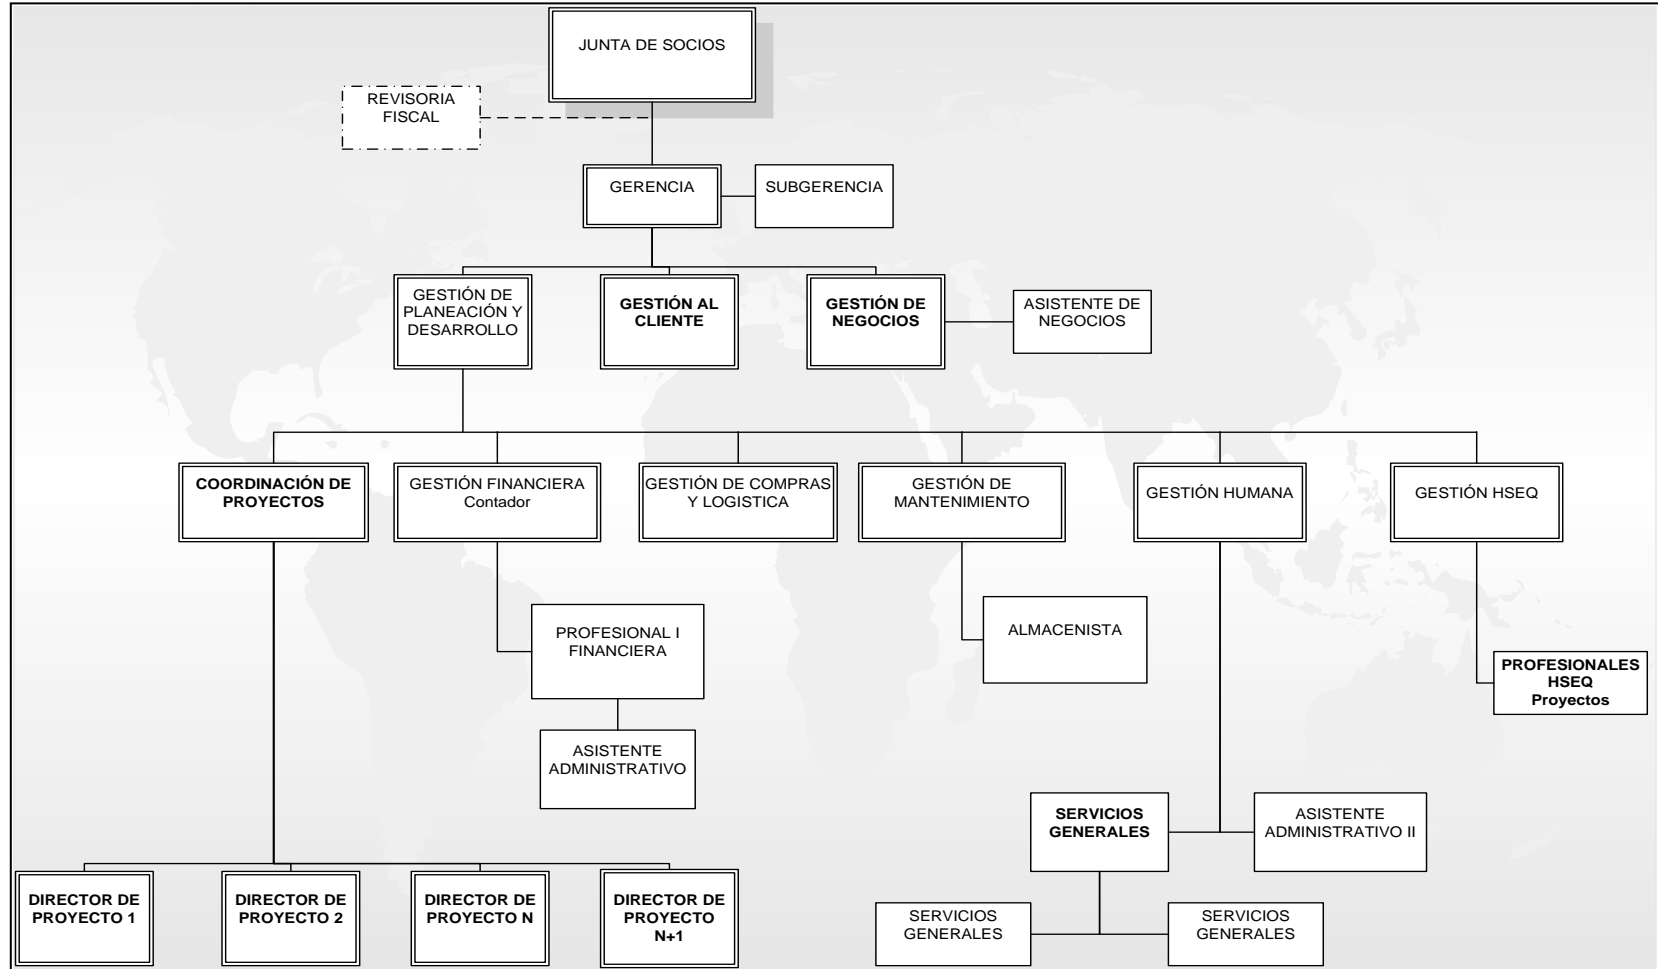 JUNTA DE SOCIOS
REVISORIA
FISCAL
GERENCIA
SUBGERENCIA
GESTIÓN DE
PLANEACIÓN Y
DESARROLLO
GESTIÓN AL
CLIENTE
GESTIÓN DE
NEGOCIOS
ASISTENTE DE
NEGOCIOS
COORDINACIÓN DE
PROYECTOS
GESTIÓN FINANCIERA
Contador
GESTIÓN DE COMPRAS
Y LOGISTICA
GESTIÓN DE
MANTENIMIENTO
GESTIÓN HUMANA
GESTIÓN HSEQ
PROFESIONAL I
FINANCIERA
ALMACENISTA
PROFESIONALES
HSEQ
Proyectos
ASISTENTE
ADMINISTRATIVO
SERVICIOS
GENERALES
ASISTENTE
ADMINISTRATIVO II
DIRECTOR DE
PROYECTO 1
DIRECTOR DE
PROYECTO 2
DIRECTOR DE
PROYECTO N
DIRECTOR DE
PROYECTO
N+1
SERVICIOS
GENERALES
SERVICIOS
GENERALES